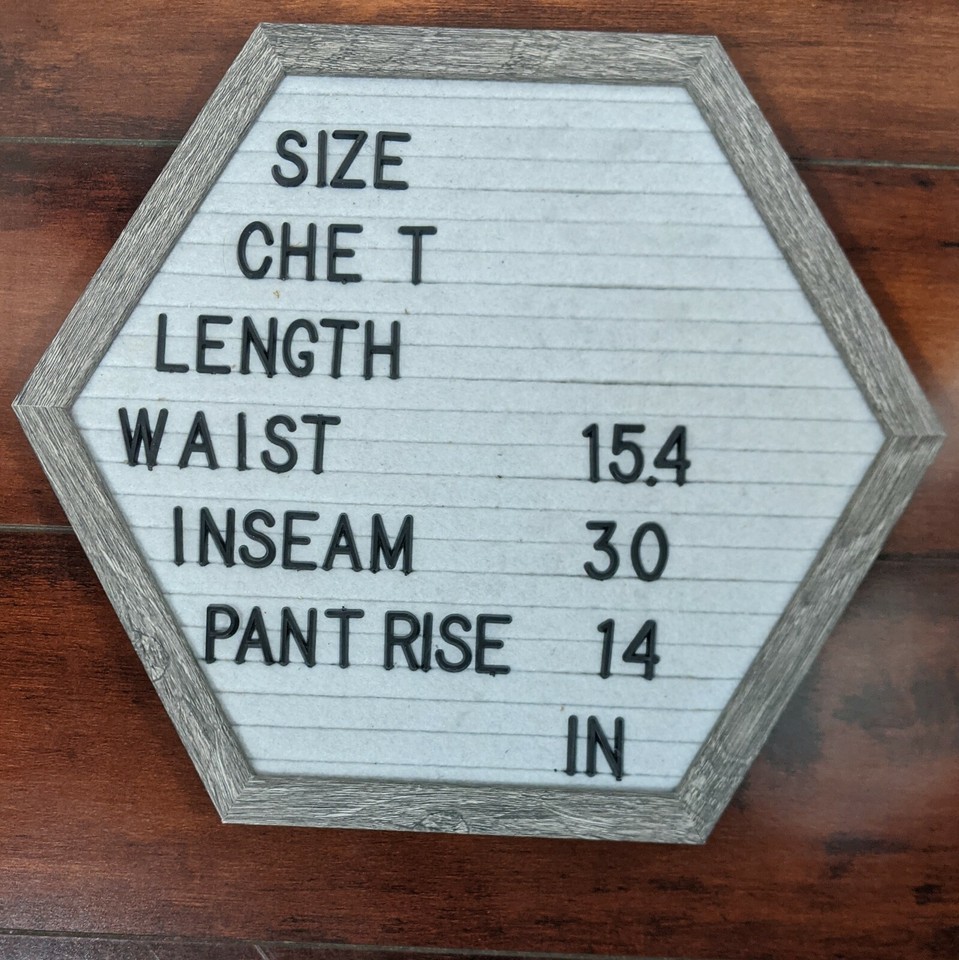 SIZE
CHE T
LENGTH
WAIST 15.4
INSEAM 30
PANT RISE 14
IN